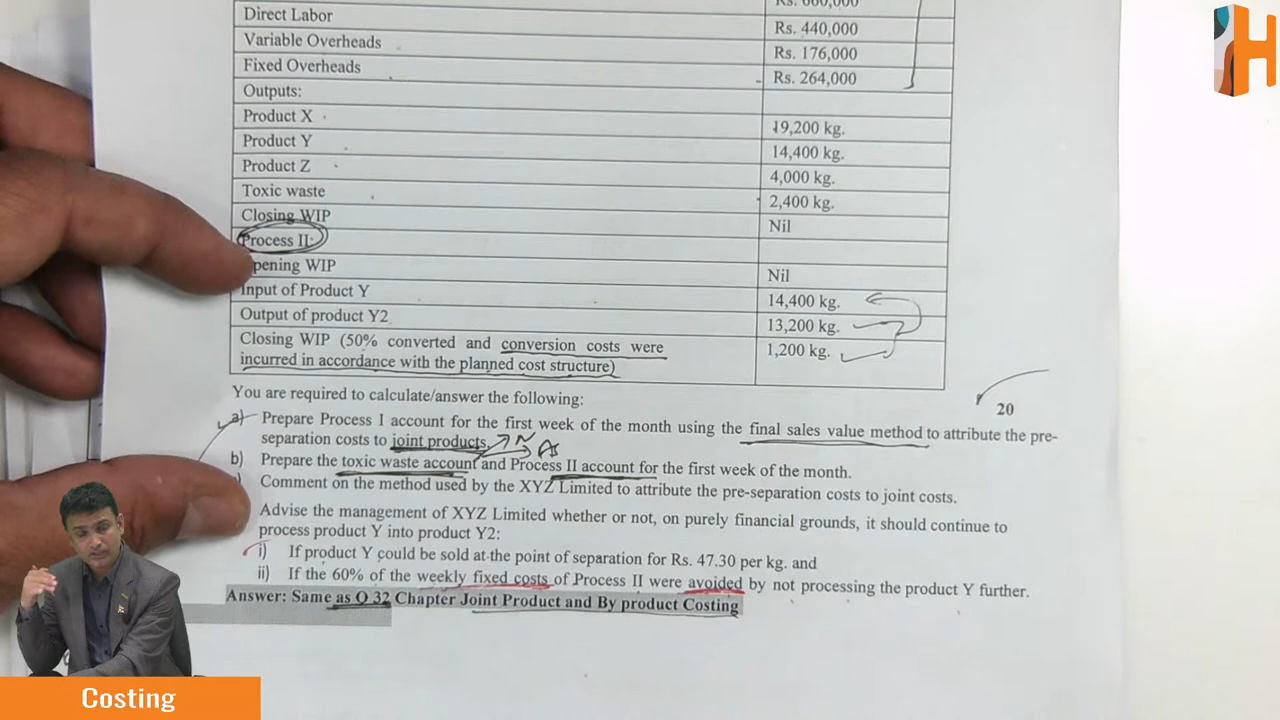 Rs. 660,000
Direct Labor
Rs. 440,000
Variable Overheads
Rs. 176,000
Fixed Overheads
Rs. 264,000
Outputs:
Product X
19,200 kg.
Product Y
14,400 kg.
Product Z
4,000 kg.
Toxic waste
2,400 kg.
Closing WIP
Nil
Process II:
pening WIP
Nil
Input of Product Y
14,400 kg.
Output of product Y2
13,200 kg.
Closing WIP (50% converted and conversion costs were
incurred in accordance with the planned cost structure)
1,200 kg.
You are required to calculate/answer the following:
20
a) Prepare Process I account for the first week of the month using the final sales value method to attribute the pre-
separation costs to joint products.
b) Prepare the toxic waste account and Process II account for the first week of the month.
) Comment on the method used by the XYZ Limited to attribute the pre-separation costs to joint costs.
Advise the management of XYZ Limited whether or not, on purely financial grounds, it should continue to
process product Y into product Y2:
i) If product Y could be sold at the point of separation for Rs. 47.30 per kg. and
ii) If the 60% of the weekly fixed costs of Process II were avoided by not processing the product Y further.
Answer: Same as Q 32 Chapter Joint Product and By product Costing
H
Costing